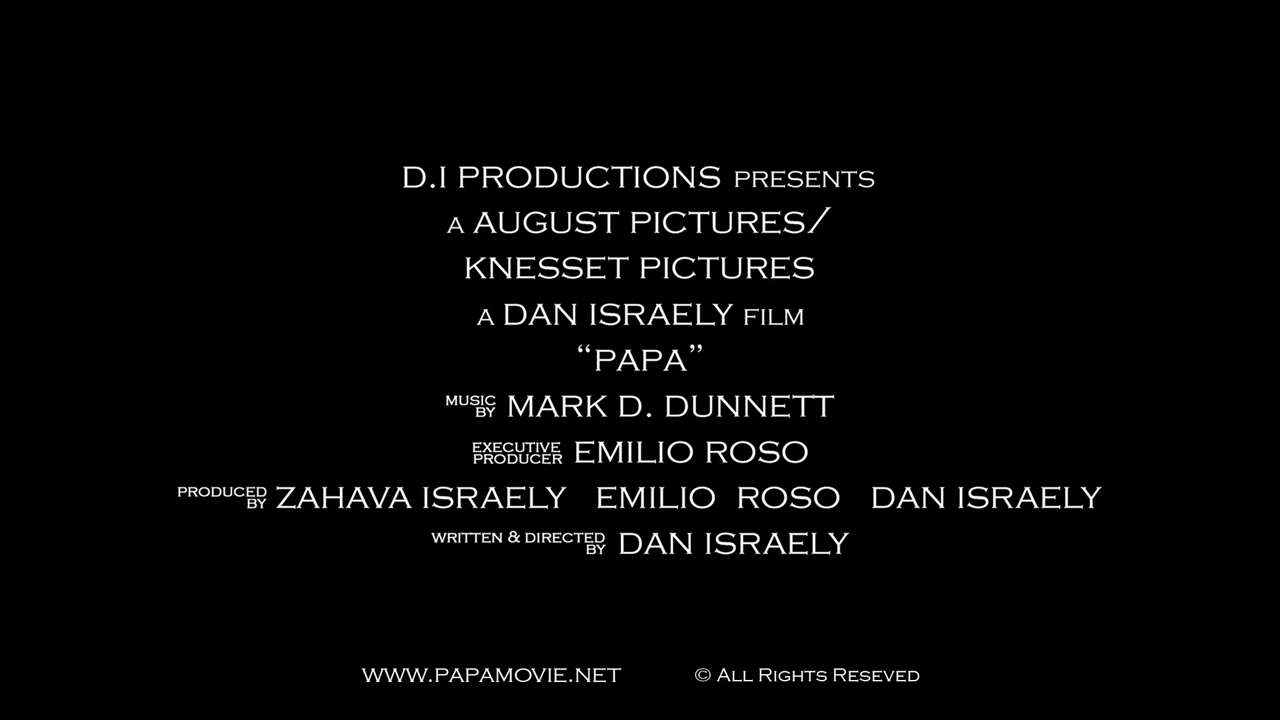 D.I PRODUCTIONS PRESENTS
A AUGUST PICTURES/
KNESSET PICTURES
A DAN ISRAELY FILM
“PAPA”
MUSIC BY MARK D. DUNNETT
EXECUTIVE PRODUCER EMILIO ROSO
PRODUCED BY ZAHAVA ISRAELY EMILIO ROSO DAN ISRAELY
WRITTEN & DIRECTED BY DAN ISRAELY
WWW.PAPAMOVIE.NET © ALL RIGHTS RESEVED